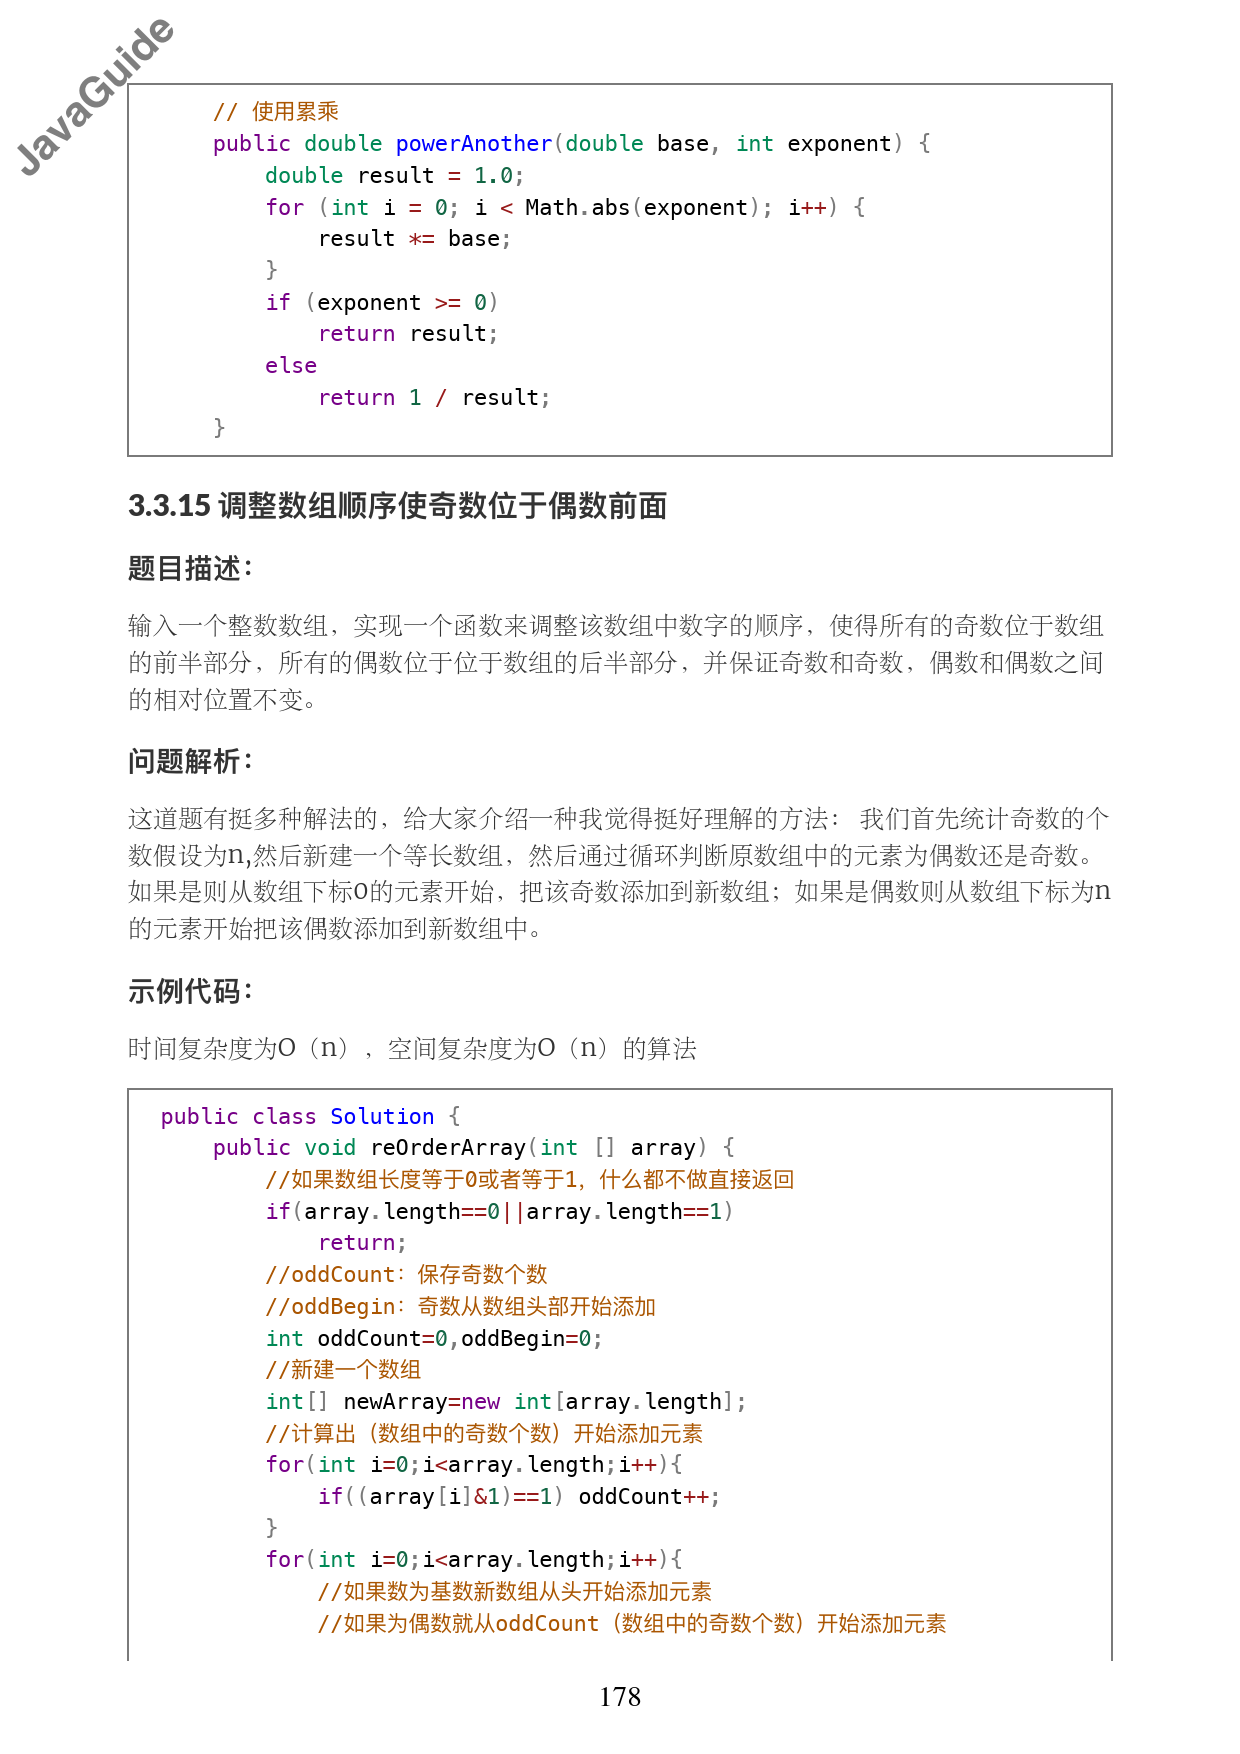 JavaGuide
// 使用累乘
public double powerAnother(double base, int exponent) {
double result = 1.0;
for (int i = 0; i < Math.abs(exponent); i++) {
result *= base;
}
if (exponent >= 0)
return result;
else
return 1 / result;
}
3.3.15 调整数组顺序使奇数位于偶数前面
题目描述：
输入一个整数数组，实现一个函数来调整该数组中数字的顺序，使得所有的奇数位于数组
的前半部分，所有的偶数位于位于数组的后半部分，并保证奇数和奇数，偶数和偶数之间
的相对位置不变。
问题解析：
这道题有挺多种解法的，给大家介绍一种我觉得挺好理解的方法： 我们首先统计奇数的个
数假设为n,然后新建一个等长数组，然后通过循环判断原数组中的元素为偶数还是奇数。
如果是则从数组下标0的元素开始，把该奇数添加到新数组；如果是偶数则从数组下标为n
的元素开始把该偶数添加到新数组中。
示例代码：
时间复杂度为O（n），空间复杂度为O（n）的算法
public class Solution {
public void reOrderArray(int [] array) {
//如果数组长度等于0或者等于1，什么都不做直接返回
if(array.length==0||array.length==1)
return;
//oddCount：保存奇数个数
//oddBegin：奇数从数组头部开始添加
int oddCount=0,oddBegin=0;
//新建一个数组
int[] newArray=new int[array.length];
//计算出（数组中的奇数个数）开始添加元素
for(int i=0;i<array.length;i++){
if((array[i]&1)==1) oddCount++;
}
for(int i=0;i<array.length;i++){
//如果数为基数新数组从头开始添加元素
//如果为偶数就从oddCount（数组中的奇数个数）开始添加元素
178